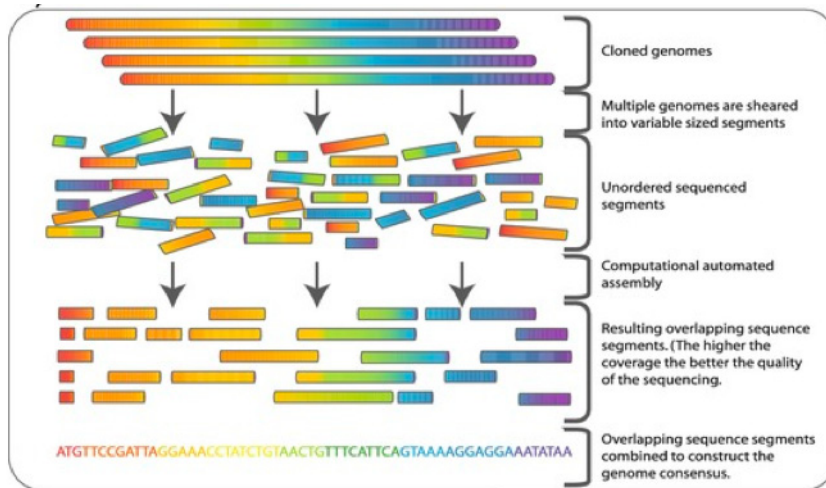 Cloned genomes
Multiple genomes are sheared
into variable sized segments
Unordered sequenced
segments
Computational automated
assembly
Resulting overlapping sequence
segments. (The higher the
coverage the better the quality
of the sequencing.
ATGTTCCGATTAGGAAACCTATCTGTAACTGTTTCATTCAGTAAAAGGAGGAAATATAA
Overlapping sequence segments
combined to construct the
genome consensus.